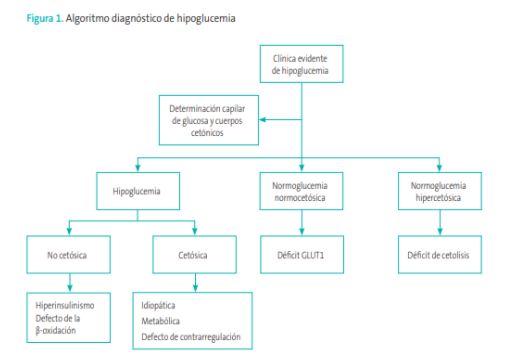 Figura 1. Algoritmo diagnóstico de hipoglucemia
Clínica evidente
de hipoglucemia
Determinación capilar
de glucosa y cuerpos
cetónicos
Hipoglucemia
Normoglucemia
normocetósica
Normoglucemia
hipercetósica
No cetósica
Cetósica
Déficit GLUT1
Déficit de cetolisis
Hiperinsulinismo
Defecto de la
β-oxidación
Idiopática
Metabólica
Defecto de contrarregulación